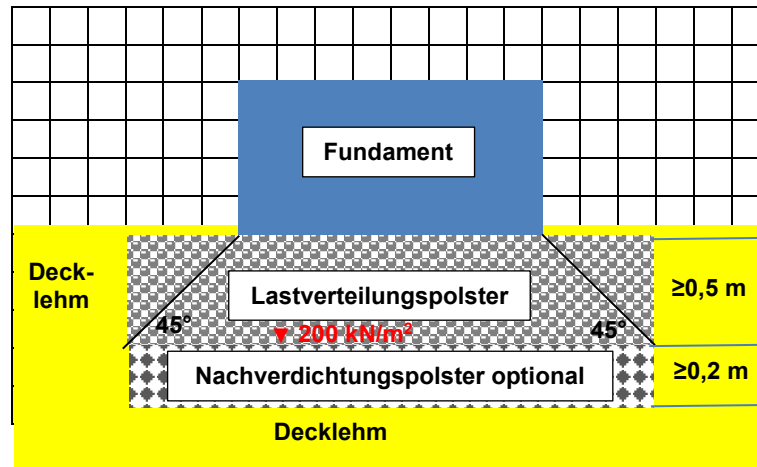 Fundament
Deck-
lehm
Lastverteilungspolster
≥0,5 m
45°
▼ 200 kN/m²
45°
Nachverdichtungspolster optional
≥0,2 m
Decklehm